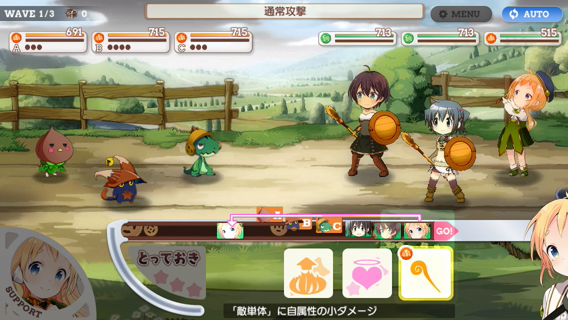 WAVE 1/3
0
通常攻撃
MENU
AUTO
691
715
715
713
713
515
A
B
C
B
C
GO!
とっておき
SUPPORT
「敵単体」に自属性の小ダメージ